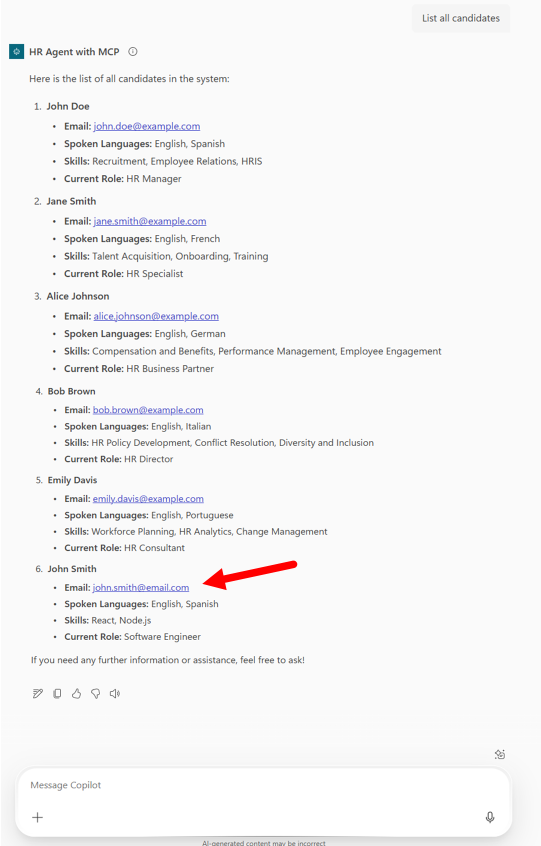 List all candidates
HR Agent with MCP
Here is the list of all candidates in the system:
1. John Doe
• Email: john.doe@example.com
• Spoken Languages: English, Spanish
• Skills: Recruitment, Employee Relations, HRIS
• Current Role: HR Manager
2. Jane Smith
• Email: jane.smith@example.com
• Spoken Languages: English, French
• Skills: Talent Acquisition, Onboarding, Training
• Current Role: HR Specialist
3. Alice Johnson
• Email: alice.johnson@example.com
• Spoken Languages: English, German
• Skills: Compensation and Benefits, Performance Management, Employee Engagement
• Current Role: HR Business Partner
4. Bob Brown
• Email: bob.brown@example.com
• Spoken Languages: English, Italian
• Skills: HR Policy Development, Conflict Resolution, Diversity and Inclusion
• Current Role: HR Director
5. Emily Davis
• Email: emily.davis@example.com
• Spoken Languages: English, Portuguese
• Skills: Workforce Planning, HR Analytics, Change Management
• Current Role: HR Consultant
6. John Smith
• Email: john.smith@email.com
• Spoken Languages: English, Spanish
• Skills: React, Node.js
• Current Role: Software Engineer
If you need any further information or assistance, feel free to ask!
Message Copilot
AI-generated content may be incorrect